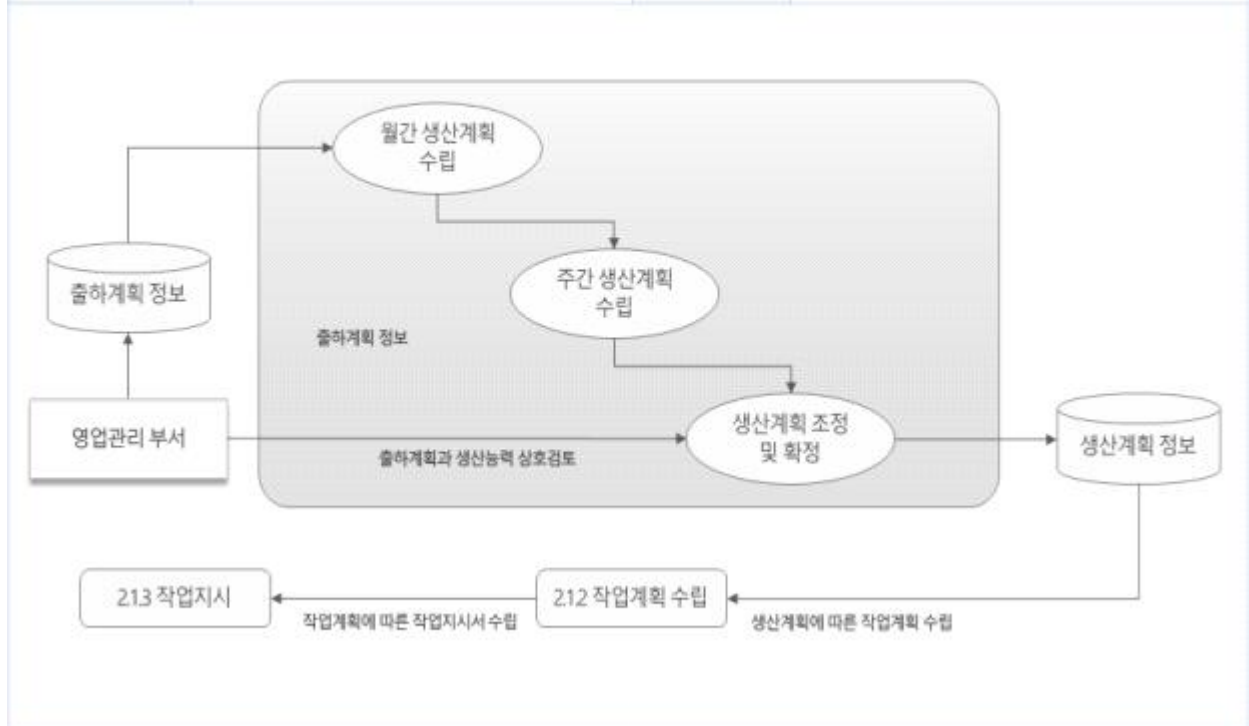 월간 생산계획
수립
주간 생산계획
수립
출하계획 정보
출하계획 정보
생산계획 조정
및 확정
영업관리 부서
출하계획과 생산능력 상호검토
생산계획 정보
2.1.3 작업지시
작업계획에 따른 작업지시서 수립
2.1.2 작업계획 수립
생산계획에 따른 작업계획 수립